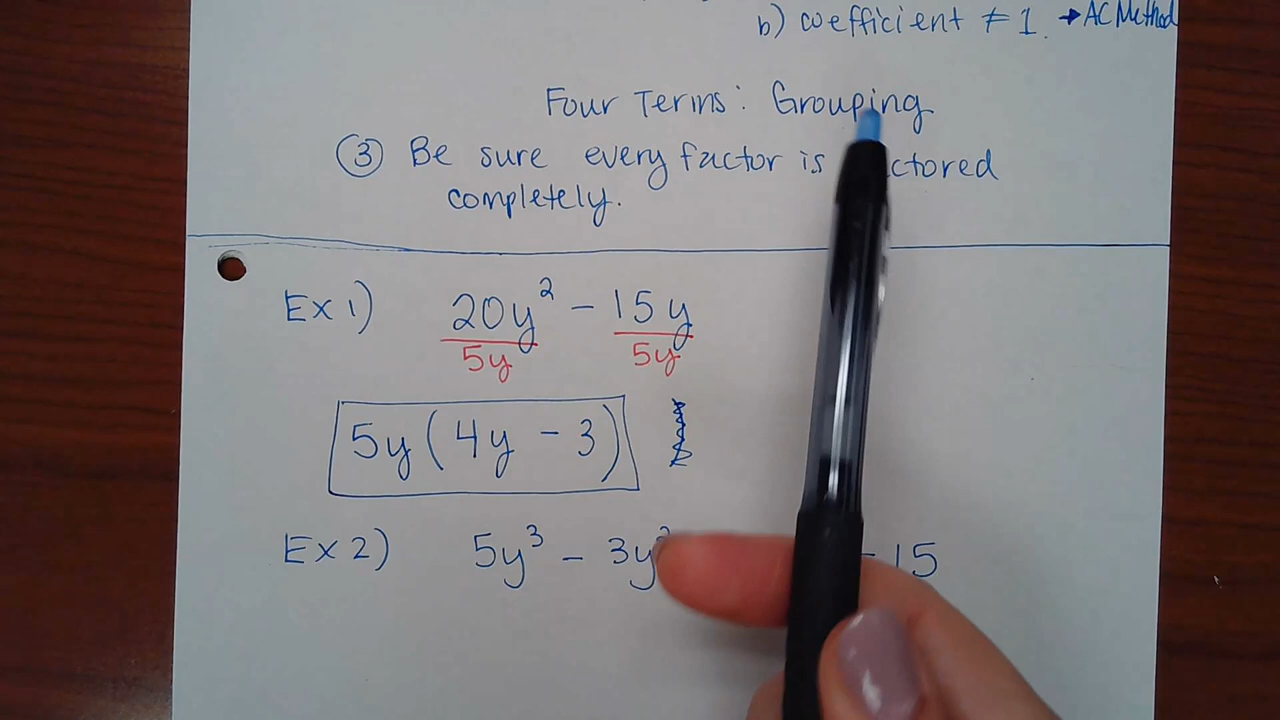 b) coefficient ≠ 1. → AC Method
Four Terms: Grouping
③ Be sure every factor is
completely.
Ex 1) 20y² - 15y
5y 5y
5y(4y - 3)
Ex 2) 5y³ - 3y² - 15